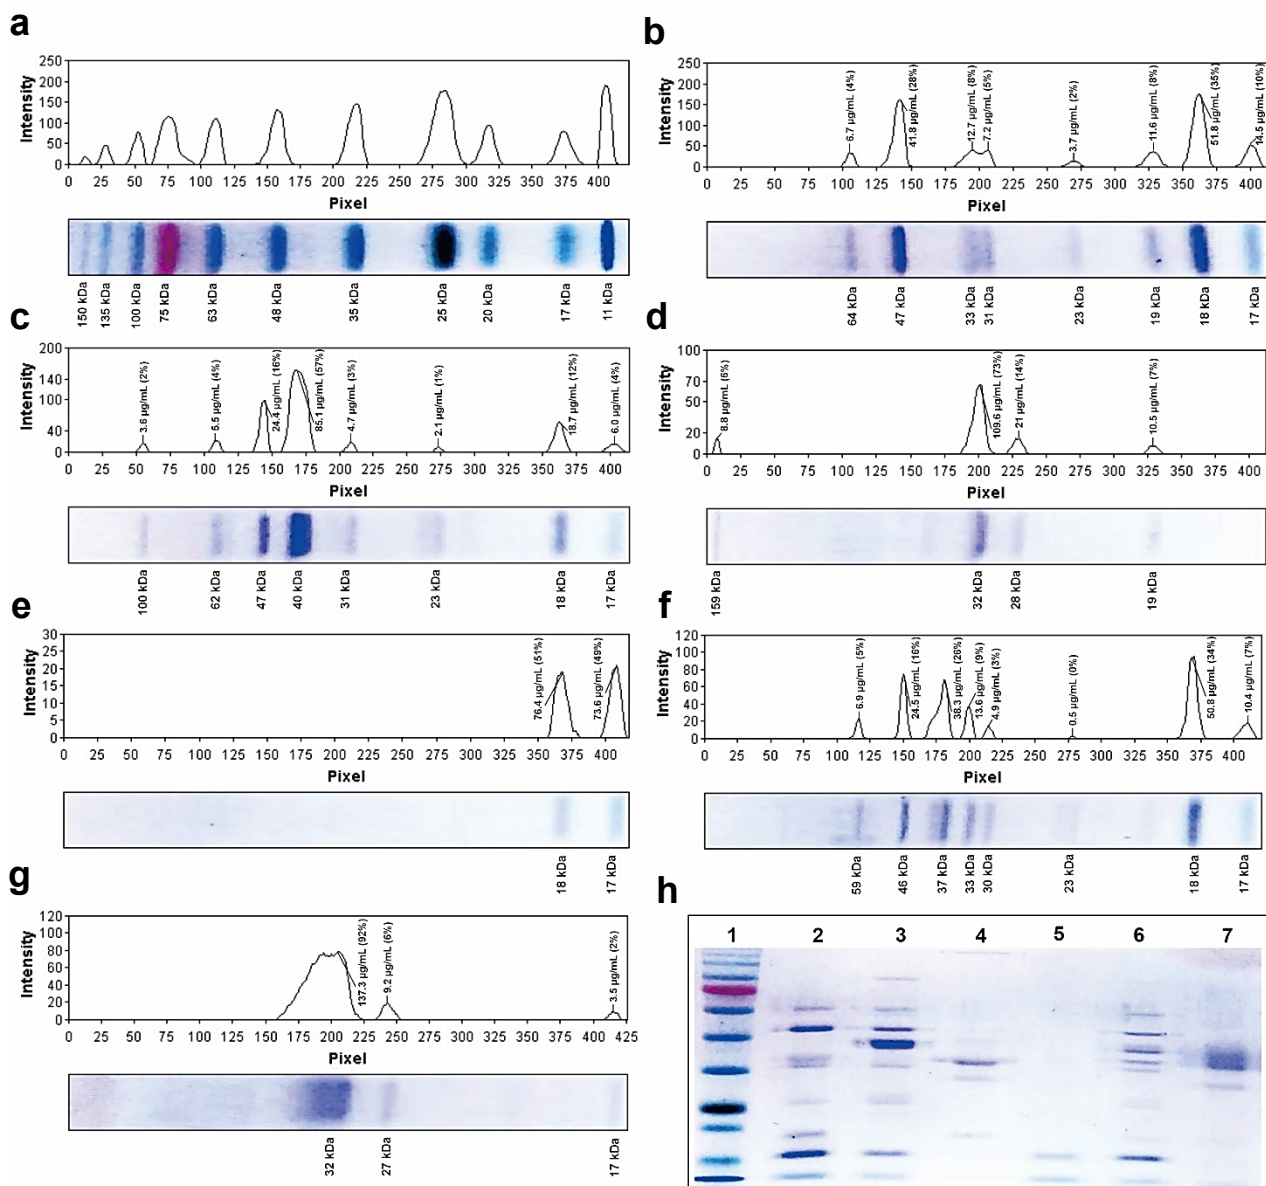 a
Intensity
250
200
150
100
50
0
0 25 50 75 100 125 150 175 200 225 250 275 300 325 350 375 400
Pixel
150 kDa 135 kDa 100 kDa 75 kDa 63 kDa 48 kDa 35 kDa 25 kDa 20 kDa 17 kDa 11 kDa
b
Intensity
250
200
150
100
50
0
6.7 µg/mL (4%)
41.8 µg/mL (28%)
12.7 µg/mL (8%)
7.2 µg/mL (5%)
3.7 µg/mL (2%)
11.6 µg/mL (8%)
51.8 µg/mL (35%)
14.5 µg/mL (10%)
0 25 50 75 100 125 150 175 200 225 250 275 300 325 350 375 400
Pixel
64 kDa 47 kDa 33 kDa 31 kDa 23 kDa 19 kDa 18 kDa 17 kDa
c
Intensity
200
140
100
40
0
3.6 µg/mL (2%)
5.5 µg/mL (4%)
24.4 µg/mL (16%)
85.1 µg/mL (57%)
4.7 µg/mL (3%)
2.1 µg/mL (1%)
18.7 µg/mL (12%)
6.0 µg/mL (4%)
0 25 50 75 100 125 150 175 200 225 250 275 300 325 350 375 400
Pixel
100 kDa 62 kDa 47 kDa 40 kDa 31 kDa 23 kDa 18 kDa 17 kDa
d
Intensity
100
70
50
20
0
8.8 µg/mL (6%)
109.6 µg/mL (73%)
21 µg/mL (14%)
10.5 µg/mL (7%)
0 25 50 75 100 125 150 175 200 225 250 275 300 325 350 375 400
Pixel
159 kDa 32 kDa 28 kDa 19 kDa
e
Intensity
30
25
20
15
10
5
0
76.4 µg/mL (51%)
73.6 µg/mL (49%)
0 25 50 75 100 125 150 175 200 225 250 275 300 325 350 375 400
Pixel
18 kDa 17 kDa
f
Intensity
120
100
80
60
40
20
0
6.9 µg/mL (5%)
24.5 µg/mL (16%)
38.3 µg/mL (26%)
13.6 µg/mL (9%)
4.9 µg/mL (3%)
0.5 µg/mL (0%)
50.8 µg/mL (34%)
10.4 µg/mL (7%)
0 25 50 75 100 125 150 175 200 225 250 275 300 325 350 375 400
Pixel
59 kDa 46 kDa 37 kDa 33 kDa 30 kDa 23 kDa 18 kDa 17 kDa
g
Intensity
120
100
80
60
40
20
0
137.3 µg/mL (92%)
9.2 µg/mL (6%)
3.5 µg/mL (2%)
0 25 50 75 100 125 150 175 200 225 250 275 300 325 350 375 400 425
Pixel
32 kDa 27 kDa 17 kDa
h
1 2 3 4 5 6 7